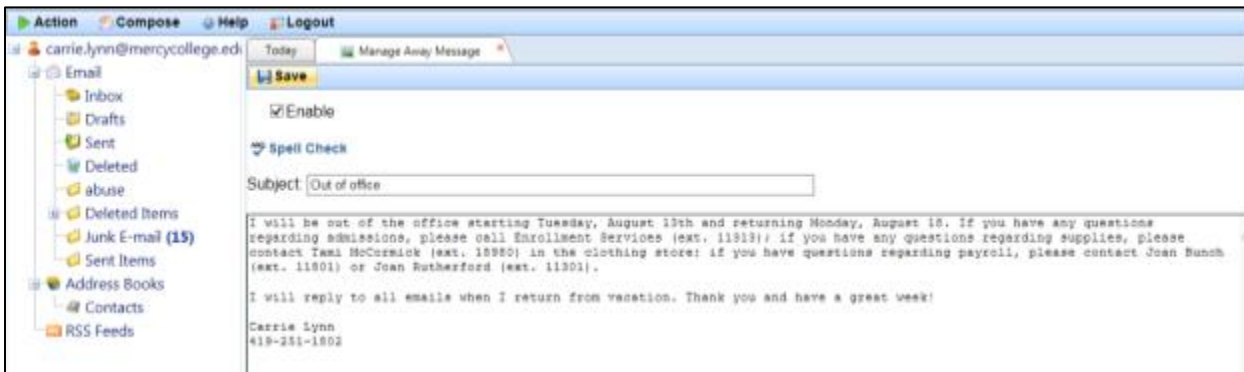 Action Compose Help Logout
carrie.lynn@mercycollege.ed
Today Manage Away Message
Email
Save
Inbox
Enable
Drafts
Sent
Spell Check
Deleted
abuse
Subject: Out of office
Deleted Items
Junk E-mail (15)
Sent Items
Address Books
Contacts
RSS Feeds
I will be out of the office starting Tuesday, August 13th and returning Monday, August 18. If you have any questions
regarding admissions, please call Enrollment Services (ext. 11313); if you have any questions regarding supplies, please
contact Tami McCormick (ext. 18980) in the clothing store; if you have questions regarding payroll, please contact Joan Bunch
(ext. 11801) or Joan Rutherford (ext. 11301).
I will reply to all emails when I return from vacation. Thank you and have a great week!
Carrie Lynn
419-251-1802